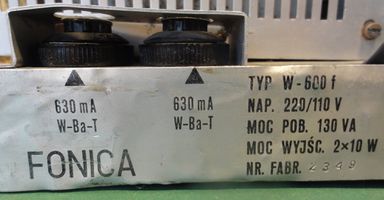 630 mA
W-Ba-T
630 mA
W-Ba-T
FONICA
TYP W-600 f
NAP. 220/110 V
MOC POB. 130 VA
MOC WYJŚC. 2×10 W
NR. FABR. 2349